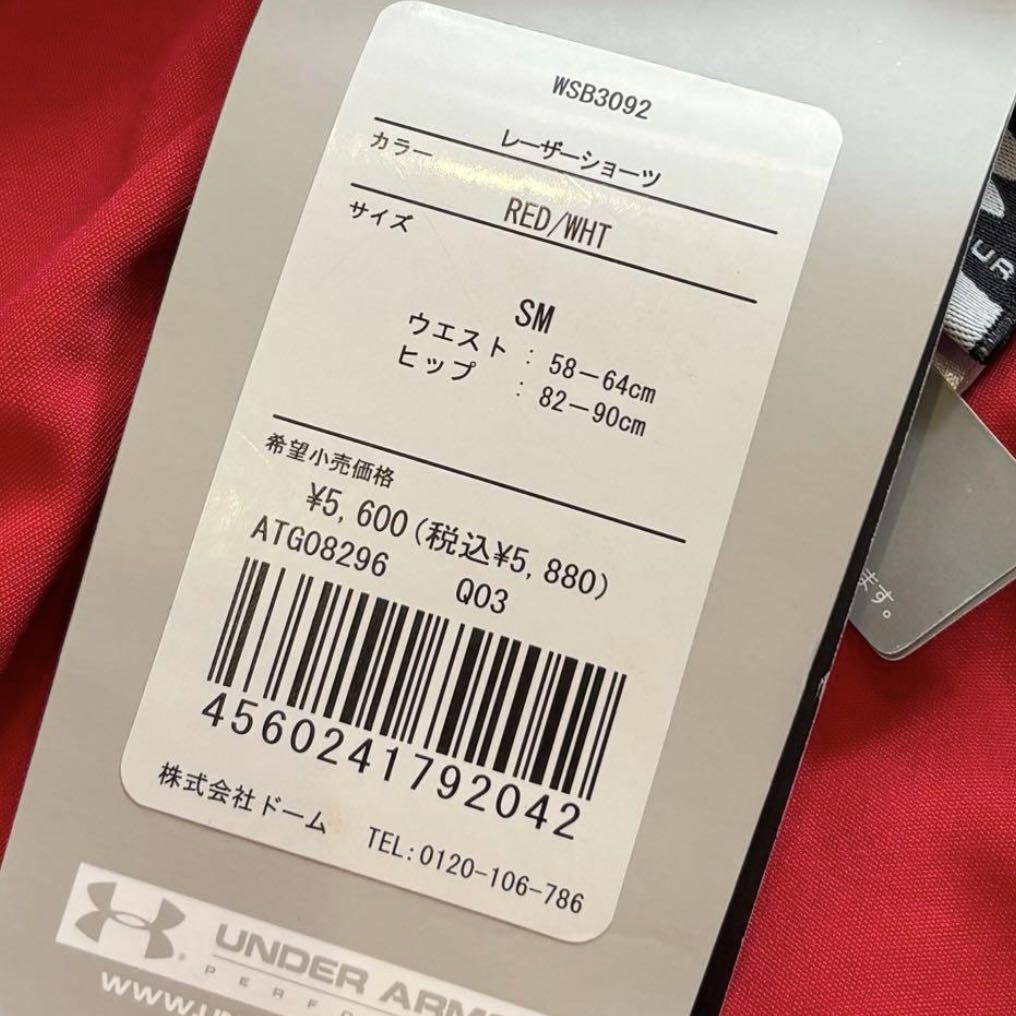 WSB3092
レーザーショーツ
カラー
RED/WHT
サイズ
SM
ウエスト : 58-64cm
ヒップ : 82-90cm
希望小売価格
¥5,600(税込¥5,880)
ATG08296 Q03
4560241792042
株式会社ドーム TEL:0120-106-786
UNDER ARM
PERF
www.un
UR
ます。